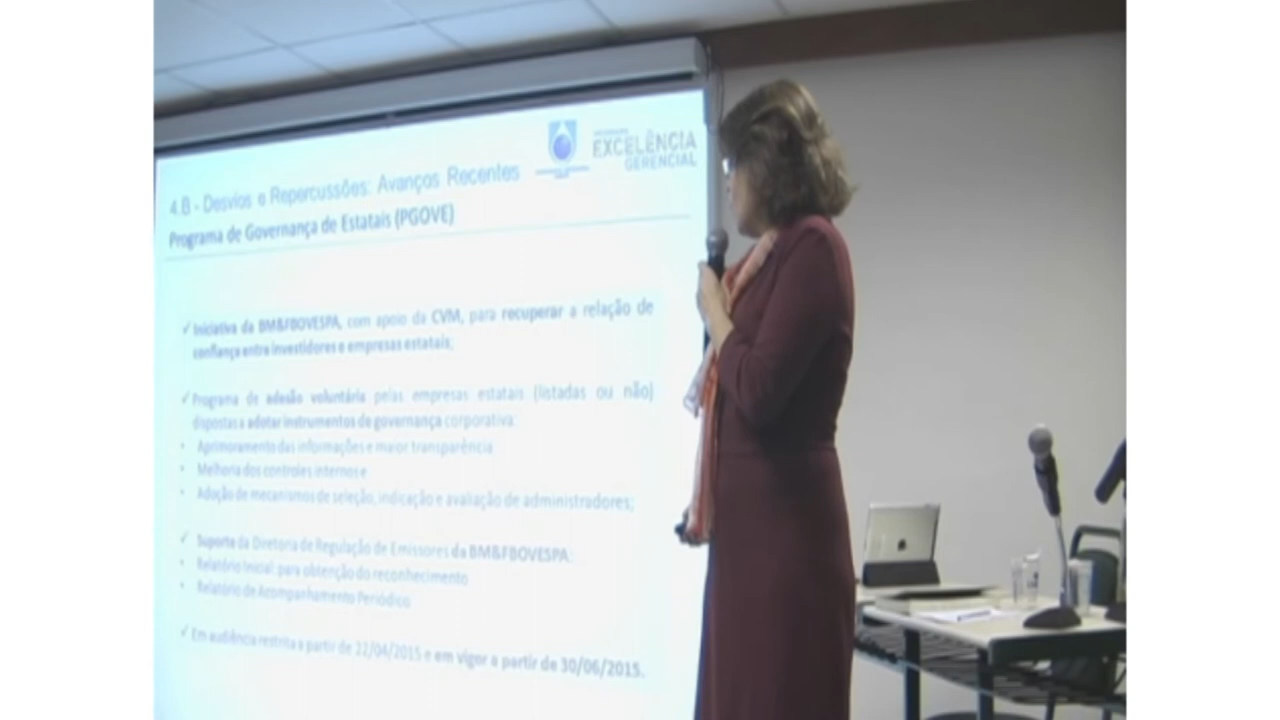 EXCELÊNCIA
GERENCIAL
4.B - Desvios e Repercussões: Avanços Recentes
Programa de Governança de Estatais (PGOVE)
✓ Iniciativa da BM&FBOVESPA, com apoio da CVM, para recuperar a relação de
confiança entre investidores e empresas estatais;
✓ Programa de adesão voluntária pelas empresas estatais (listadas ou não)
dispostas a adotar instrumentos de governança corporativa:
• Aprimoramento das informações e maior transparência
• Melhoria dos controles internos e
• Adoção de mecanismos de seleção, indicação e avaliação de administradores;
✓ Suporte da Diretoria de Regulação de Emissores da BM&FBOVESPA:
• Relatório Inicial: para obtenção do reconhecimento
• Relatório de Acompanhamento Periódico
✓ Em audiência restrita a partir de 22/04/2015 e em vigor a partir de 30/06/2015.